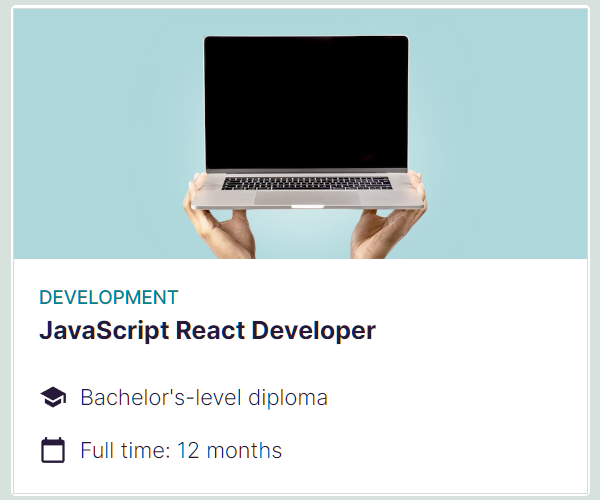 DEVELOPMENT
JavaScript React Developer
Bachelor's-level diploma
Full time: 12 months